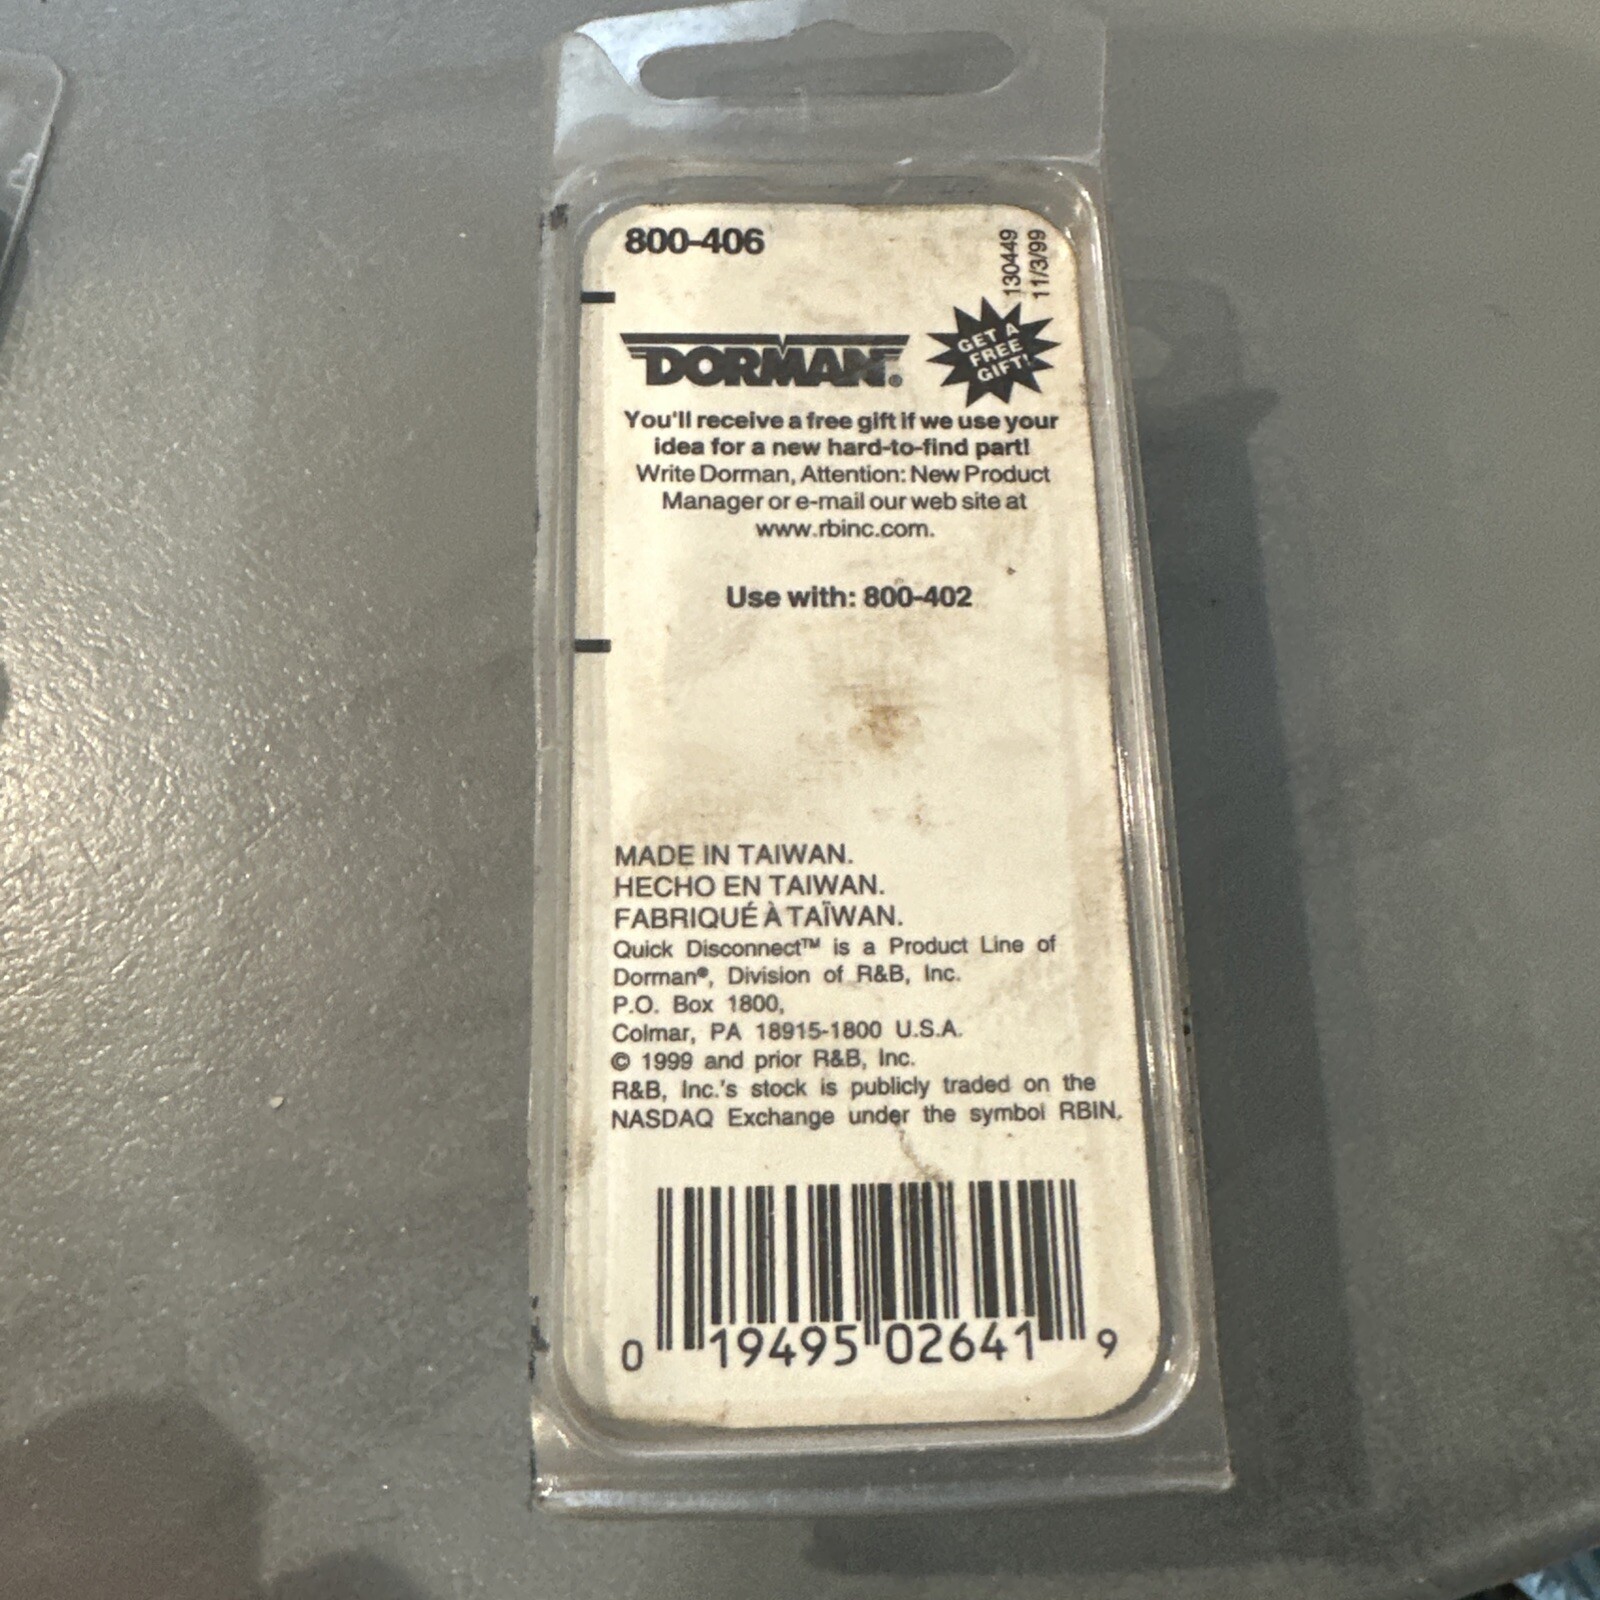 800-406
130449
11/3/99
DORMAN®
GET A
FREE
GIFT!
You'll receive a free gift if we use your
idea for a new hard-to-find part!
Write Dorman, Attention: New Product
Manager or e-mail our web site at
www.rbinc.com.
Use with: 800-402
MADE IN TAIWAN.
HECHO EN TAIWAN.
FABRIQUÉ À TAÏWAN.
Quick Disconnect™ is a Product Line of
Dorman®, Division of R&B, Inc.
P.O. Box 1800,
Colmar, PA 18915-1800 U.S.A.
© 1999 and prior R&B, Inc.
R&B, Inc.'s stock is publicly traded on the
NASDAQ Exchange under the symbol RBIN.
0 19495 02641 9